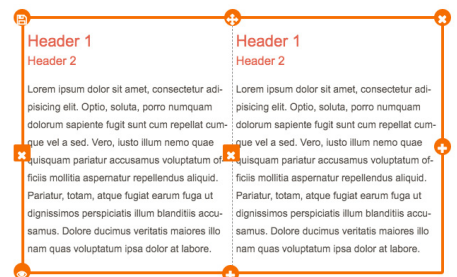 Header 1
Header 2
Lorem ipsum dolor sit amet, consectetur adi-
pisicing elit. Optio, soluta, porro numquam
dolorum sapiente fugit sunt cum repellat cum-
que vel a sed. Vero, iusto illum nemo quae
quisquam pariatur accusamus voluptatum of-
ficiis mollitia aspernatur repellendus aliquid.
Pariatur, totam, atque fugiat earum fuga ut
dignissimos perspiciatis illum blanditiis accu-
samus. Dolore ducimus veritatis maiores illo
nam quas voluptatum ipsa dolor at labore.
Header 1
Header 2
Lorem ipsum dolor sit amet, consectetur adi-
pisicing elit. Optio, soluta, porro numquam
dolorum sapiente fugit sunt cum repellat cum-
que vel a sed. Vero, iusto illum nemo quae
quisquam pariatur accusamus voluptatum of-
ficiis mollitia aspernatur repellendus aliquid.
Pariatur, totam, atque fugiat earum fuga ut
dignissimos perspiciatis illum blanditiis accu-
samus. Dolore ducimus veritatis maiores illo
nam quas voluptatum ipsa dolor at labore.